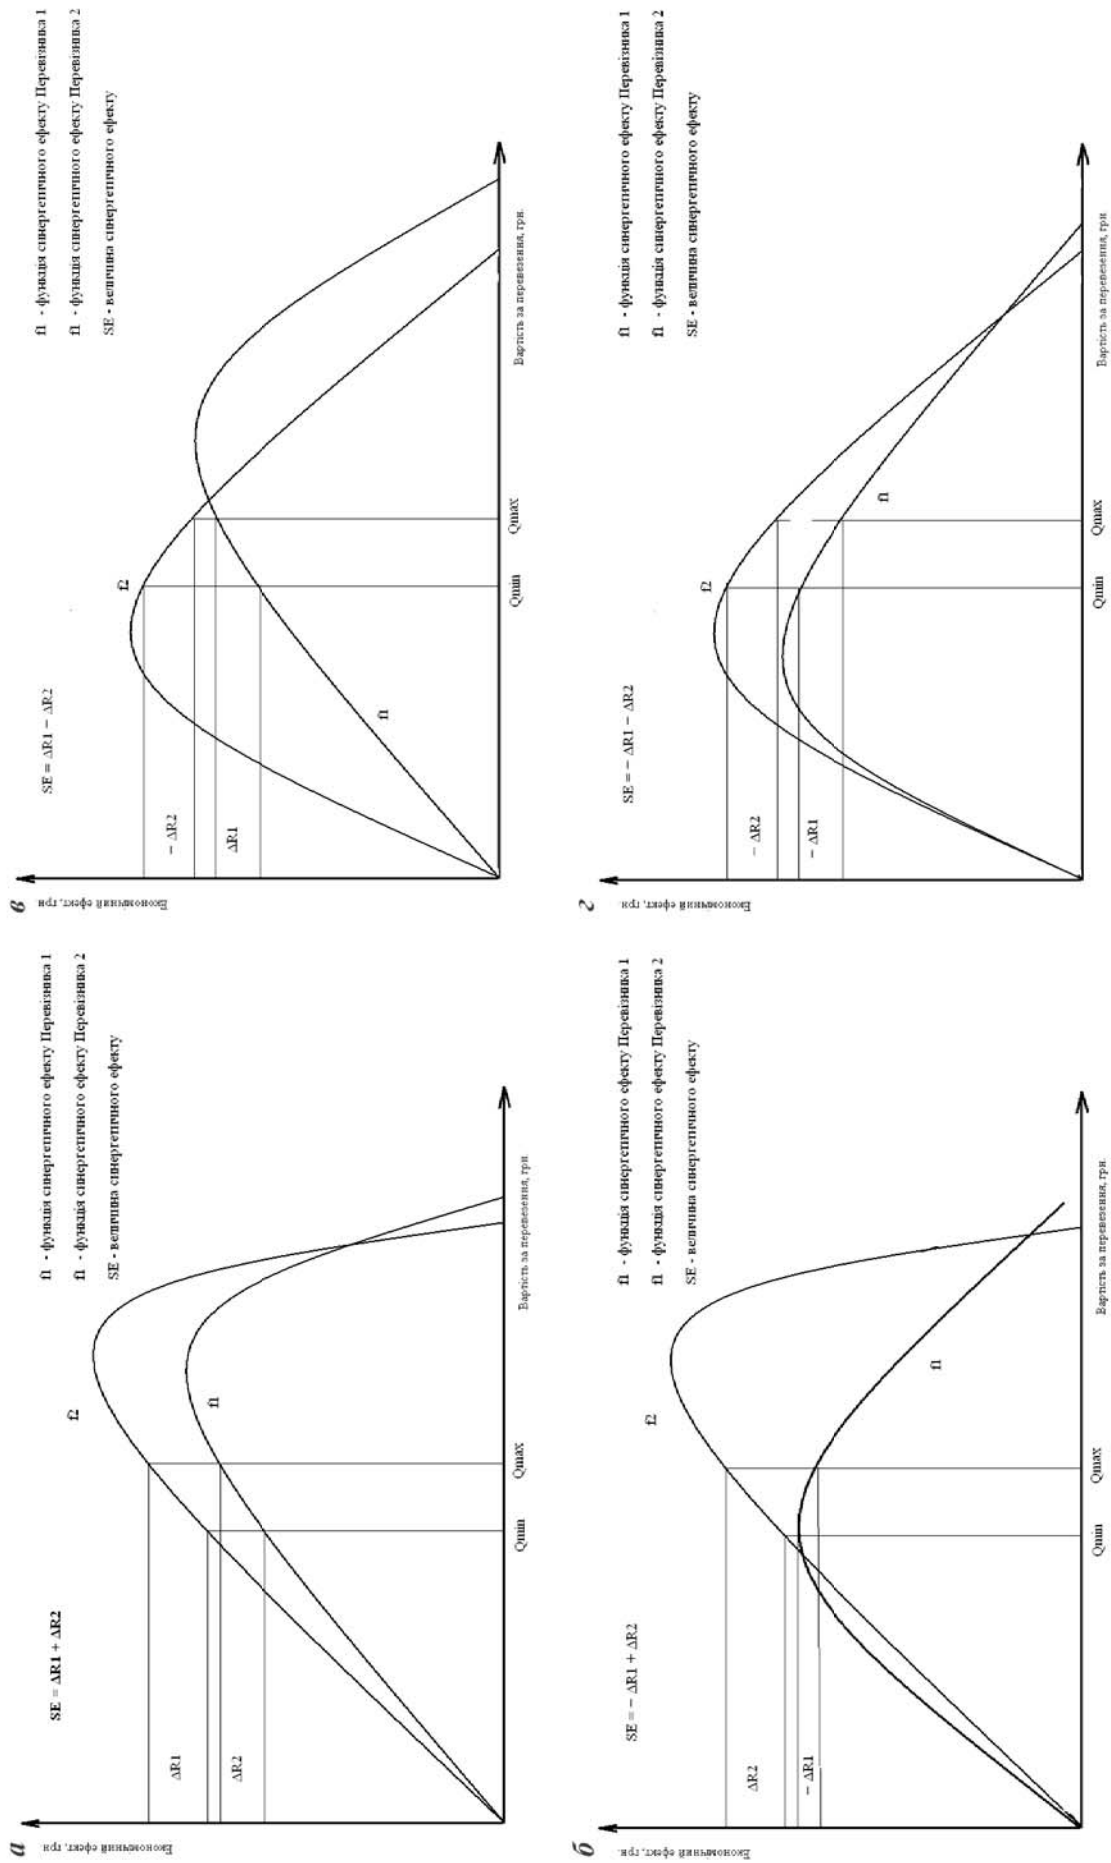 а
Економічний ефект, грн
SE = ΔR1 + ΔR2
f1 - функція синергетичного ефекту Перевізника 1
f1 - функція синергетичного ефекту Перевізника 2
SE - величина синергетичного ефекту
f2
f1
ΔR1
ΔR2
Qmin
Qmax
Вартість за перевезення, грн
б
Економічний ефект, грн.
SE = – ΔR1 + ΔR2
f1 - функція синергетичного ефекту Перевізника 1
f1 - функція синергетичного ефекту Перевізника 2
SE - величина синергетичного ефекту
f2
f1
ΔR2
– ΔR1
Qmin
Qmax
Вартість за перевезення, грн.
в
Економічний ефект, грн
SE = ΔR1 – ΔR2
f1 - функція синергетичного ефекту Перевізника 1
f1 - функція синергетичного ефекту Перевізника 2
SE - величина синергетичного ефекту
f2
f1
– ΔR2
ΔR1
Qmin
Qmax
Вартість за перевезення, грн.
г
Економічний ефект, грн
SE = – ΔR1 – ΔR2
f1 - функція синергетичного ефекту Перевізника 1
f1 - функція синергетичного ефекту Перевізника 2
SE - величина синергетичного ефекту
f2
f1
– ΔR2
– ΔR1
Qmin
Qmax
Вартість за перевезення, грн